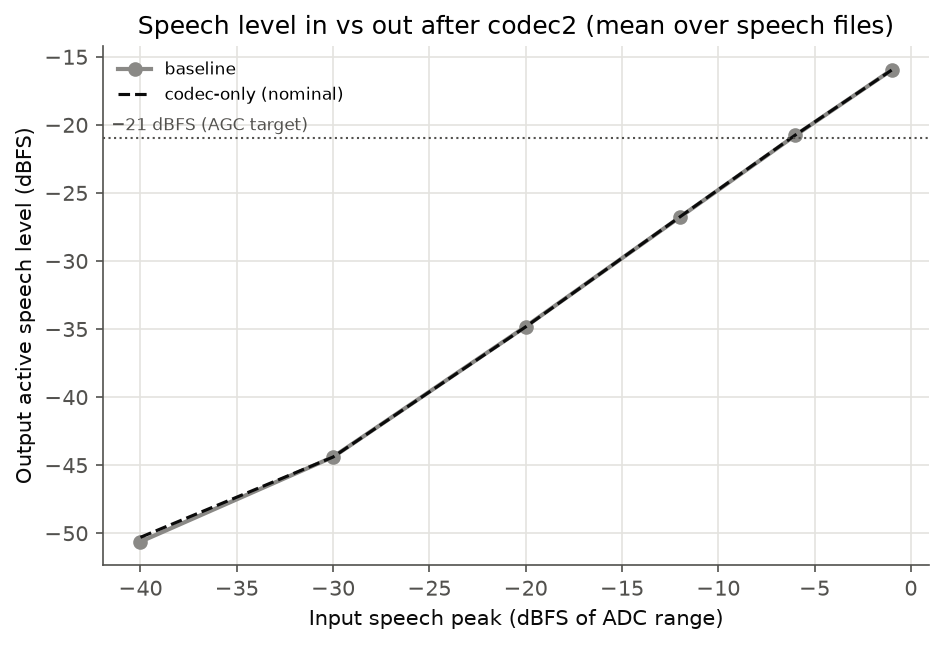 Speech level in vs out after codec2 (mean over speech files)
baseline
codec-only (nominal)
−21 dBFS (AGC target)
Output active speech level (dBFS)
−15
−20
−25
−30
−35
−40
−45
−50
−40
−35
−30
−25
−20
−15
−10
−5
0
Input speech peak (dBFS of ADC range)